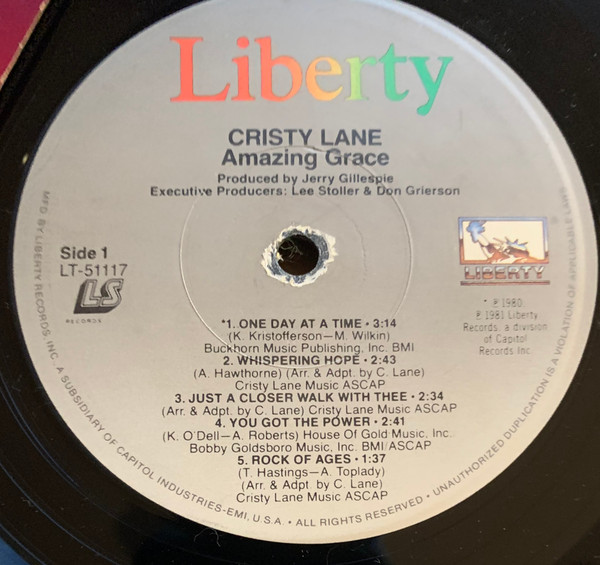 Liberty
CRISTY LANE
Amazing Grace
Produced by Jerry Gillespie
Executive Producers: Lee Stoller & Don Grierson
Side 1
LT-51117
LS
RECORDS
LIBERTY
* ℗ 1980
℗ 1981 Liberty
Records, a division
of Capitol
Records Inc.
*1. ONE DAY AT A TIME • 3:14
(K. Kristofferson—M. Wilkin)
Buckhorn Music Publishing, Inc. BMI
2. WHISPERING HOPE • 2:43
(A. Hawthorne) (Arr. & Adpt. by C. Lane)
Cristy Lane Music ASCAP
3. JUST A CLOSER WALK WITH THEE • 2:34
(Arr. & Adpt. by C. Lane) Cristy Lane Music ASCAP
4. YOU GOT THE POWER • 2:41
(K. O'Dell—A. Roberts) House Of Gold Music, Inc.
Bobby Goldsboro Music, Inc. BMI/ASCAP
5. ROCK OF AGES • 1:37
(T. Hastings—A. Toplady)
(Arr. & Adpt. by C. Lane)
Cristy Lane Music ASCAP
MFG. BY LIBERTY RECORDS, INC. A SUBSIDIARY OF CAPITOL INDUSTRIES-EMI, U.S.A. • ALL RIGHTS RESERVED • UNAUTHORIZED DUPLICATION IS A VIOLATION OF APPLICABLE LAWS